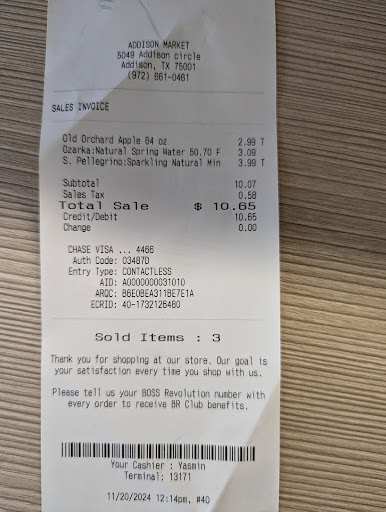 ADDISON MARKET
5049 Addison circle
Addison, TX 75001
(972) 661-0461
SALES INVOICE
Old Orchard Apple 64 oz 2.99 T
Ozarka:Natural Spring Water 50.70 F 3.09
S. Pellegrino:Sparkling Natural Min 3.99 T
Subtotal 10.07
Sales Tax 0.58
Total Sale $ 10.65
Credit/Debit 10.65
Change 0.00
CHASE VISA ... 4466
Auth Code: 03487D
Entry Type: CONTACTLESS
AID: A0000000031010
ARQC: B6E0BEA311BE7E1A
ECRID: 40-1732126480
Sold Items : 3
Thank you for shopping at our store. Our goal is
your satisfaction every time you shop with us.
Please tell us your BOSS Revolution number with
every order to receive BR Club benefits.
Your Cashier : Yasmin
Terminal: 13171
11/20/2024 12:14pm, #40